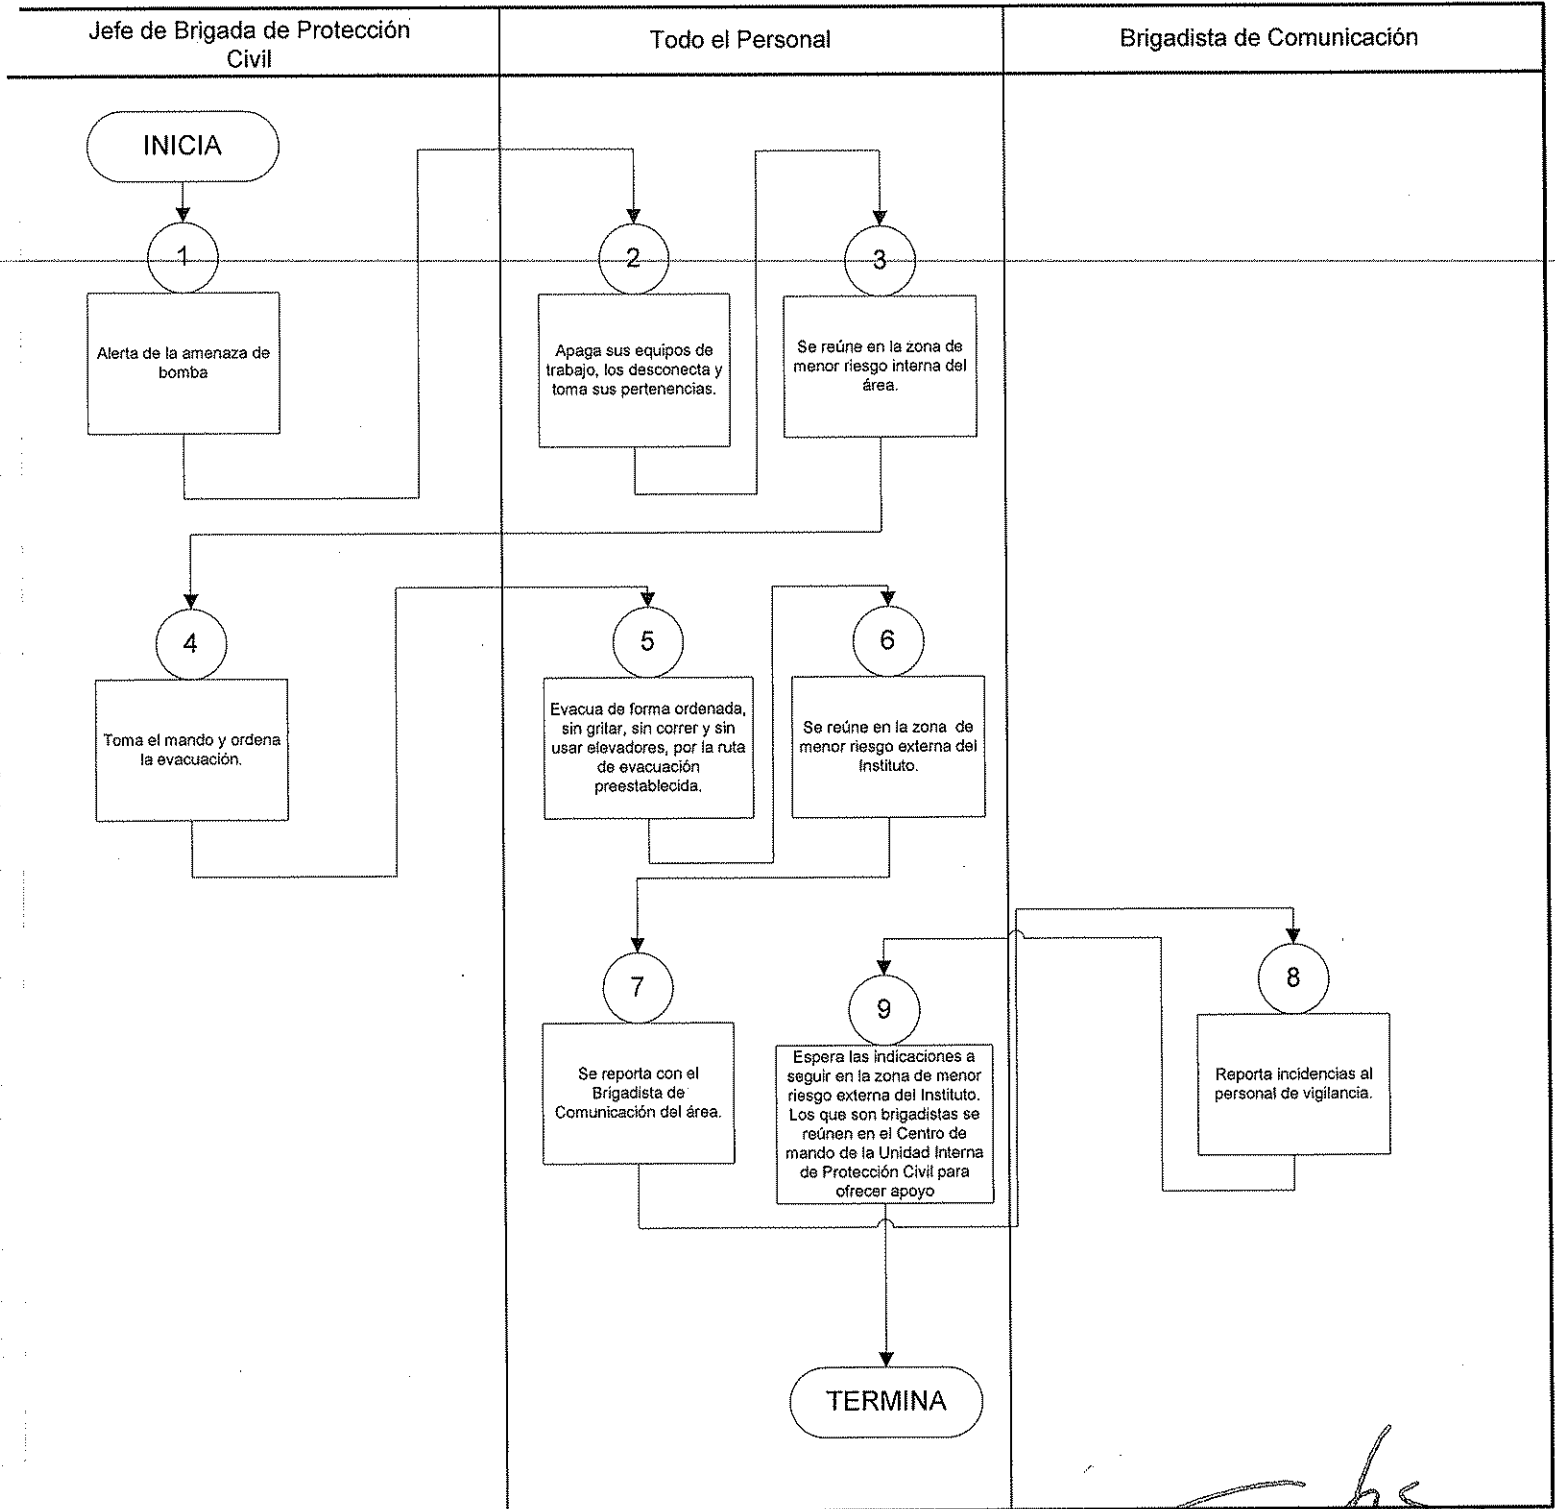 Jefe de Brigada de Protección
Civil
Todo el Personal
Brigadista de Comunicación
INICIA
1
Alerta de la amenaza de
bomba
2
Apaga sus equipos de
trabajo, los desconecta y
toma sus pertenencias.
3
Se reúne en la zona de
menor riesgo interna del
área.
4
Toma el mando y ordena
la evacuación.
5
Evacua de forma ordenada,
sin gritar, sin correr y sin
usar elevadores, por la ruta
de evacuación
preestablecida.
6
Se reúne en la zona de
menor riesgo externa del
Instituto.
7
Se reporta con el
Brigadista de
Comunicación del área.
8
Reporta incidencias al
personal de vigilancia.
9
Espera las indicaciones a
seguir en la zona de menor
riesgo externa del Instituto.
Los que son brigadistas se
reúnen en el Centro de
mando de la Unidad Interna
de Protección Civil para
ofrecer apoyo
TERMINA